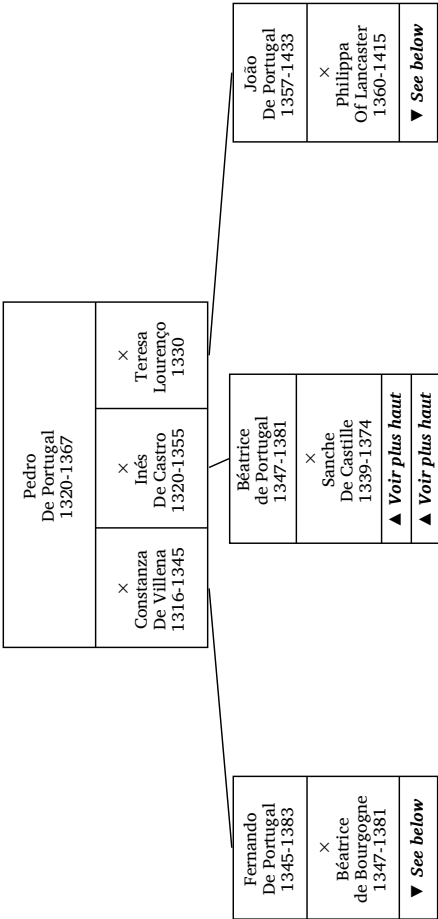 Pedro
De Portugal
1320-1367
×
Constanza
De Villena
1316-1345
×
Inés
De Castro
1320-1355
×
Teresa
Lourenço
1330
Fernando
De Portugal
1345-1383
×
Béatrice
de Bourgogne
1347-1381
▼ See below
Béatrice
de Portugal
1347-1381
×
Sanche
De Castille
1339-1374
▲ Voir plus haut
▲ Voir plus haut
João
De Portugal
1357-1433
×
Philippa
Of Lancaster
1360-1415
▼ See below